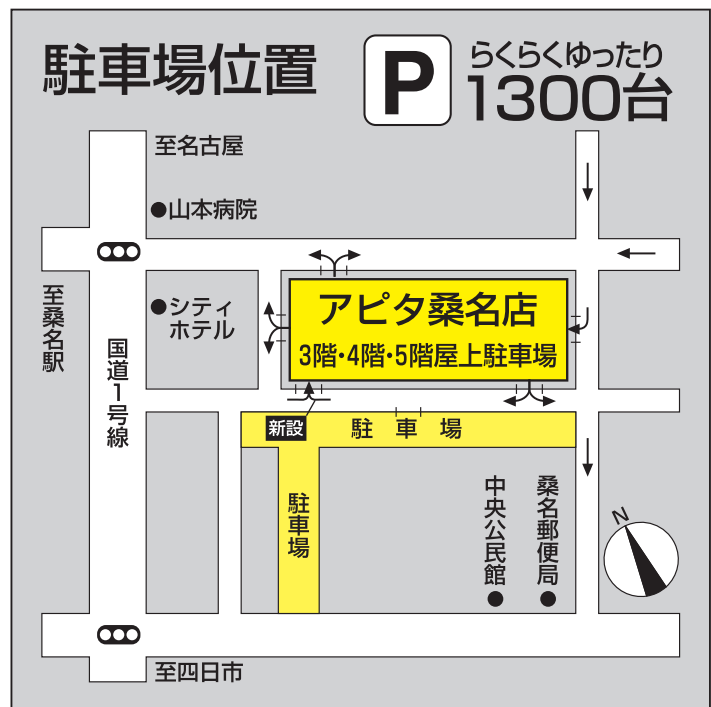 駐車場位置
P
らくらくゆったり
1300台
至名古屋
山本病院
至桑名駅
シティ
ホテル
国道1号線
アピタ桑名店
3階・4階・5階屋上駐車場
新設
駐車場
駐車場
中央公民館
桑名郵便局
N
至四日市